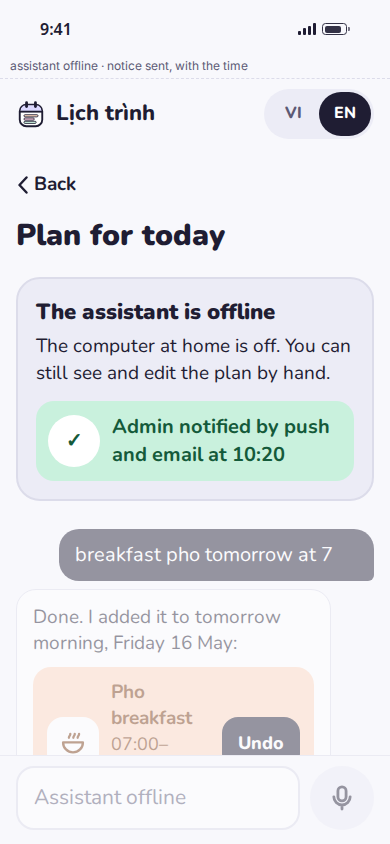 9:41
assistant offline · notice sent, with the time
Lịch trình
VI
EN
Back
Plan for today
The assistant is offline
The computer at home is off. You can
still see and edit the plan by hand.
✓
Admin notified by push
and email at 10:20
breakfast pho tomorrow at 7
Done. I added it to tomorrow
morning, Friday 16 May:
Pho
breakfast
07:00–
Undo
Assistant offline